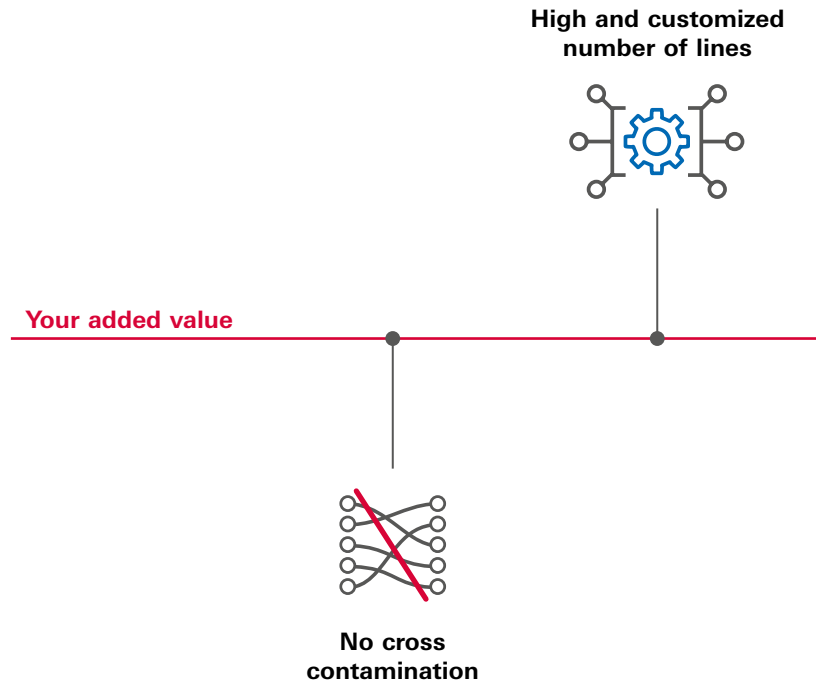 High and customized
number of lines
Your added value
No cross
contamination